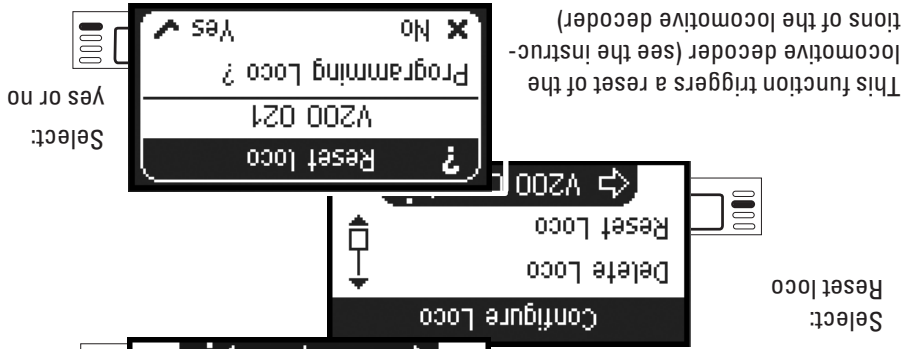 Select:
Reset loco
Configure Loco
Delete Loco
Reset Loco
V200
? Reset loco
V200 021
Programming Loco ?
X No Yes
Select:
yes or no
This function triggers a reset of the
locomotive decoder (see the instruc-
tions of the locomotive decoder)